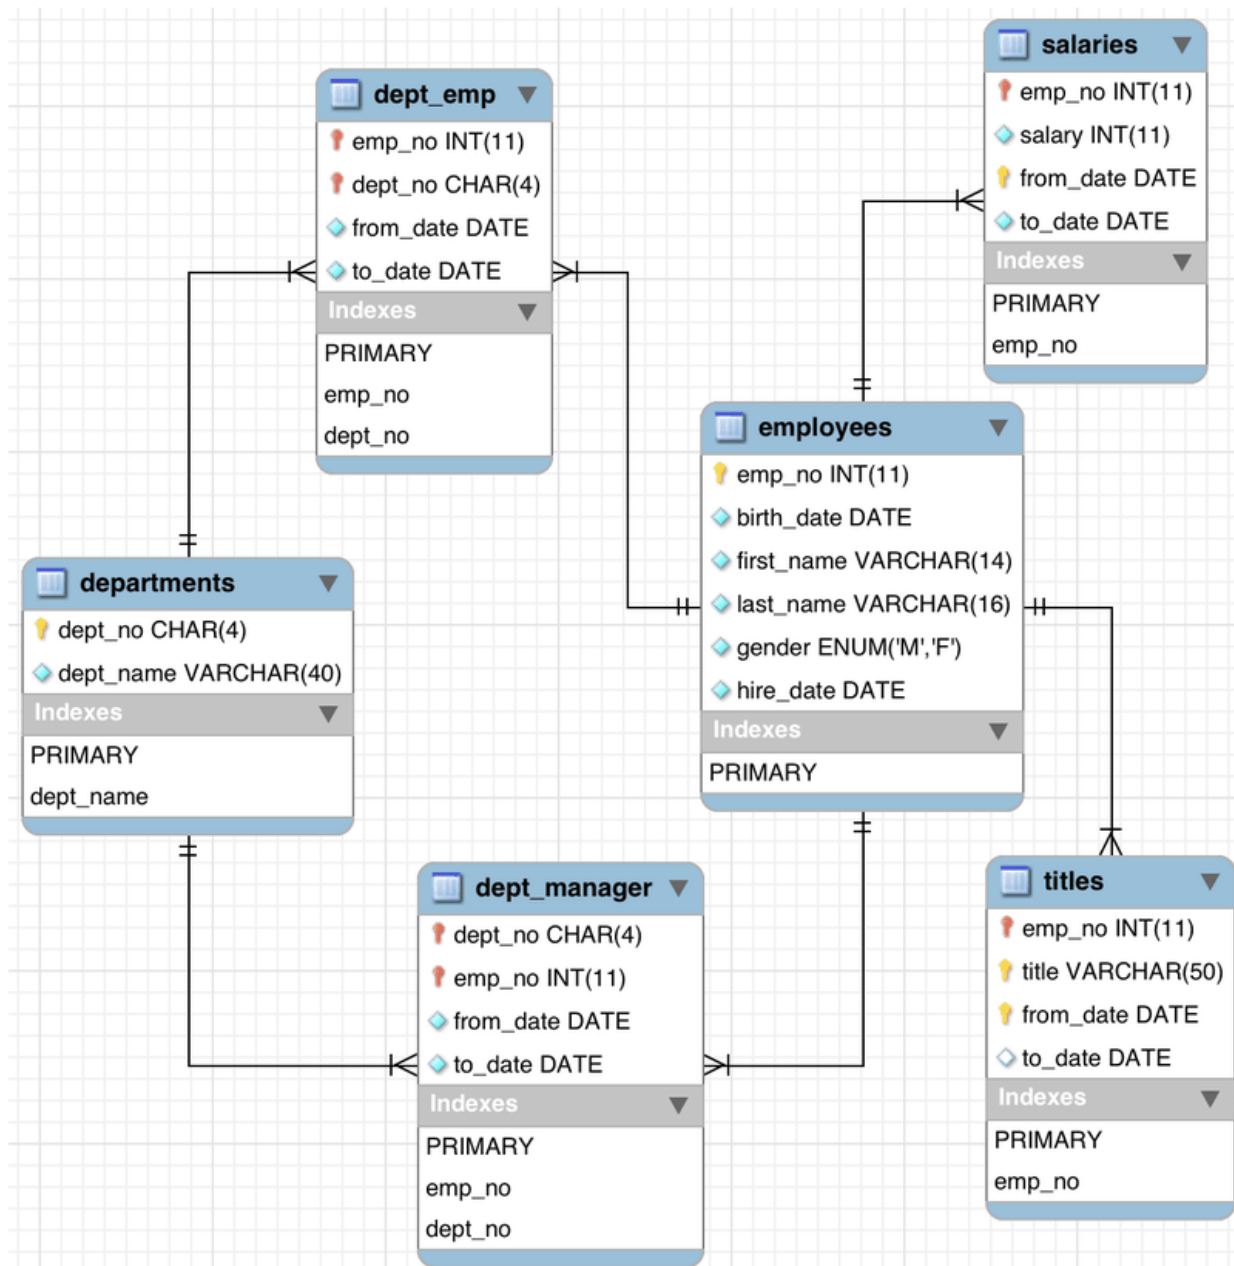 dept_emp
emp_no INT(11)
dept_no CHAR(4)
from_date DATE
to_date DATE
Indexes
PRIMARY
emp_no
dept_no
salaries
emp_no INT(11)
salary INT(11)
from_date DATE
to_date DATE
Indexes
PRIMARY
emp_no
employees
emp_no INT(11)
birth_date DATE
first_name VARCHAR(14)
last_name VARCHAR(16)
gender ENUM('M','F')
hire_date DATE
Indexes
PRIMARY
departments
dept_no CHAR(4)
dept_name VARCHAR(40)
Indexes
PRIMARY
dept_name
dept_manager
dept_no CHAR(4)
emp_no INT(11)
from_date DATE
to_date DATE
Indexes
PRIMARY
emp_no
dept_no
titles
emp_no INT(11)
title VARCHAR(50)
from_date DATE
to_date DATE
Indexes
PRIMARY
emp_no